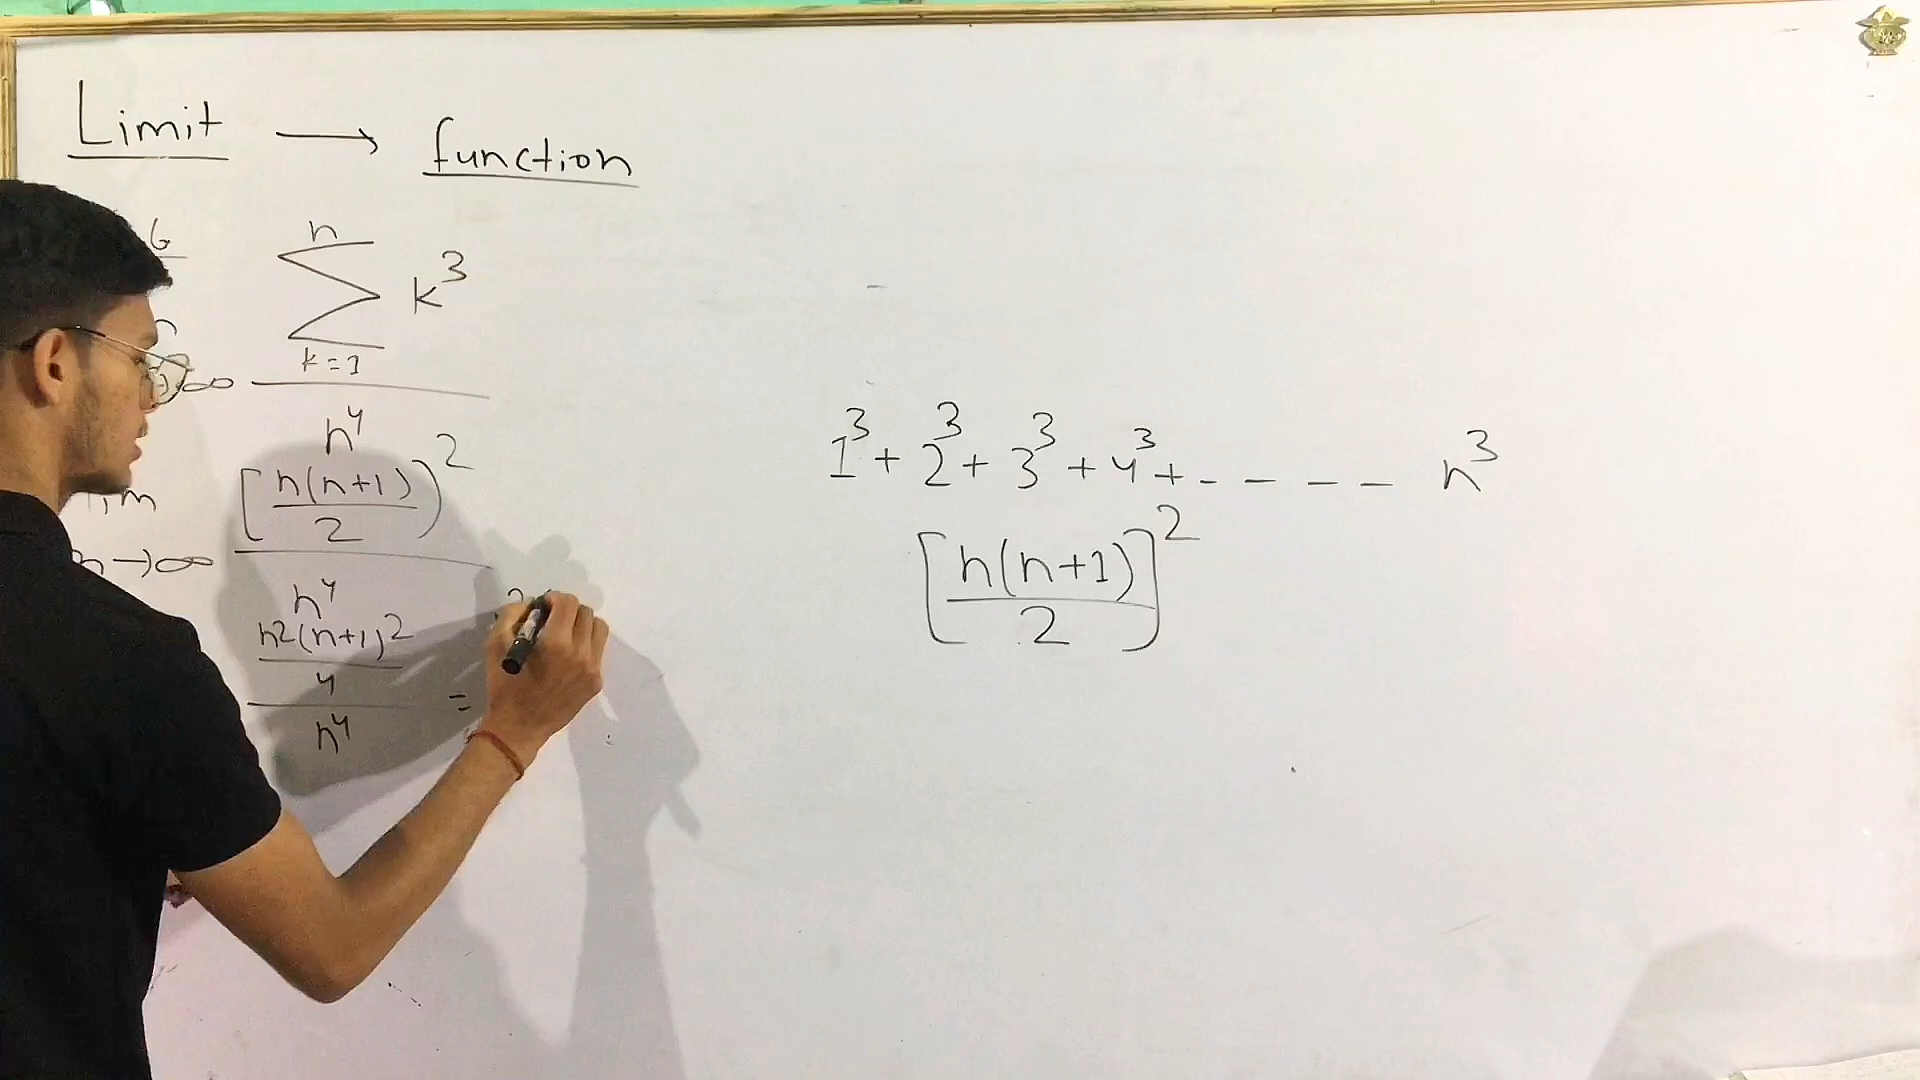 Limit → function
6
n
∑ k³
k=1
→∞
n⁴
[n(n+1)/2)²
n→∞
n⁴
n²(n+1)²
4
=
n⁴
1³ + 2³ + 3³ + 4³ + - - - - n³
[n(n+1)/2]²